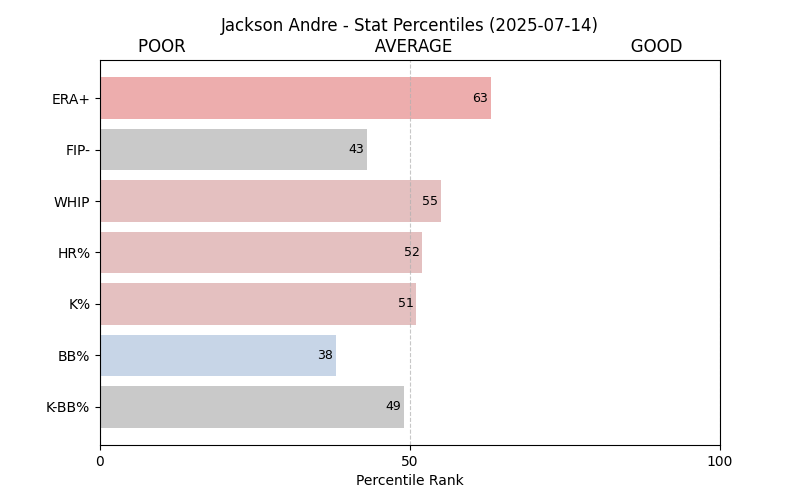 Jackson Andre - Stat Percentiles (2025-07-14)
POOR AVERAGE GOOD
ERA+ 63
FIP- 43
WHIP 55
HR% 52
K% 51
BB% 38
K-BB% 49
0 50 100
Percentile Rank